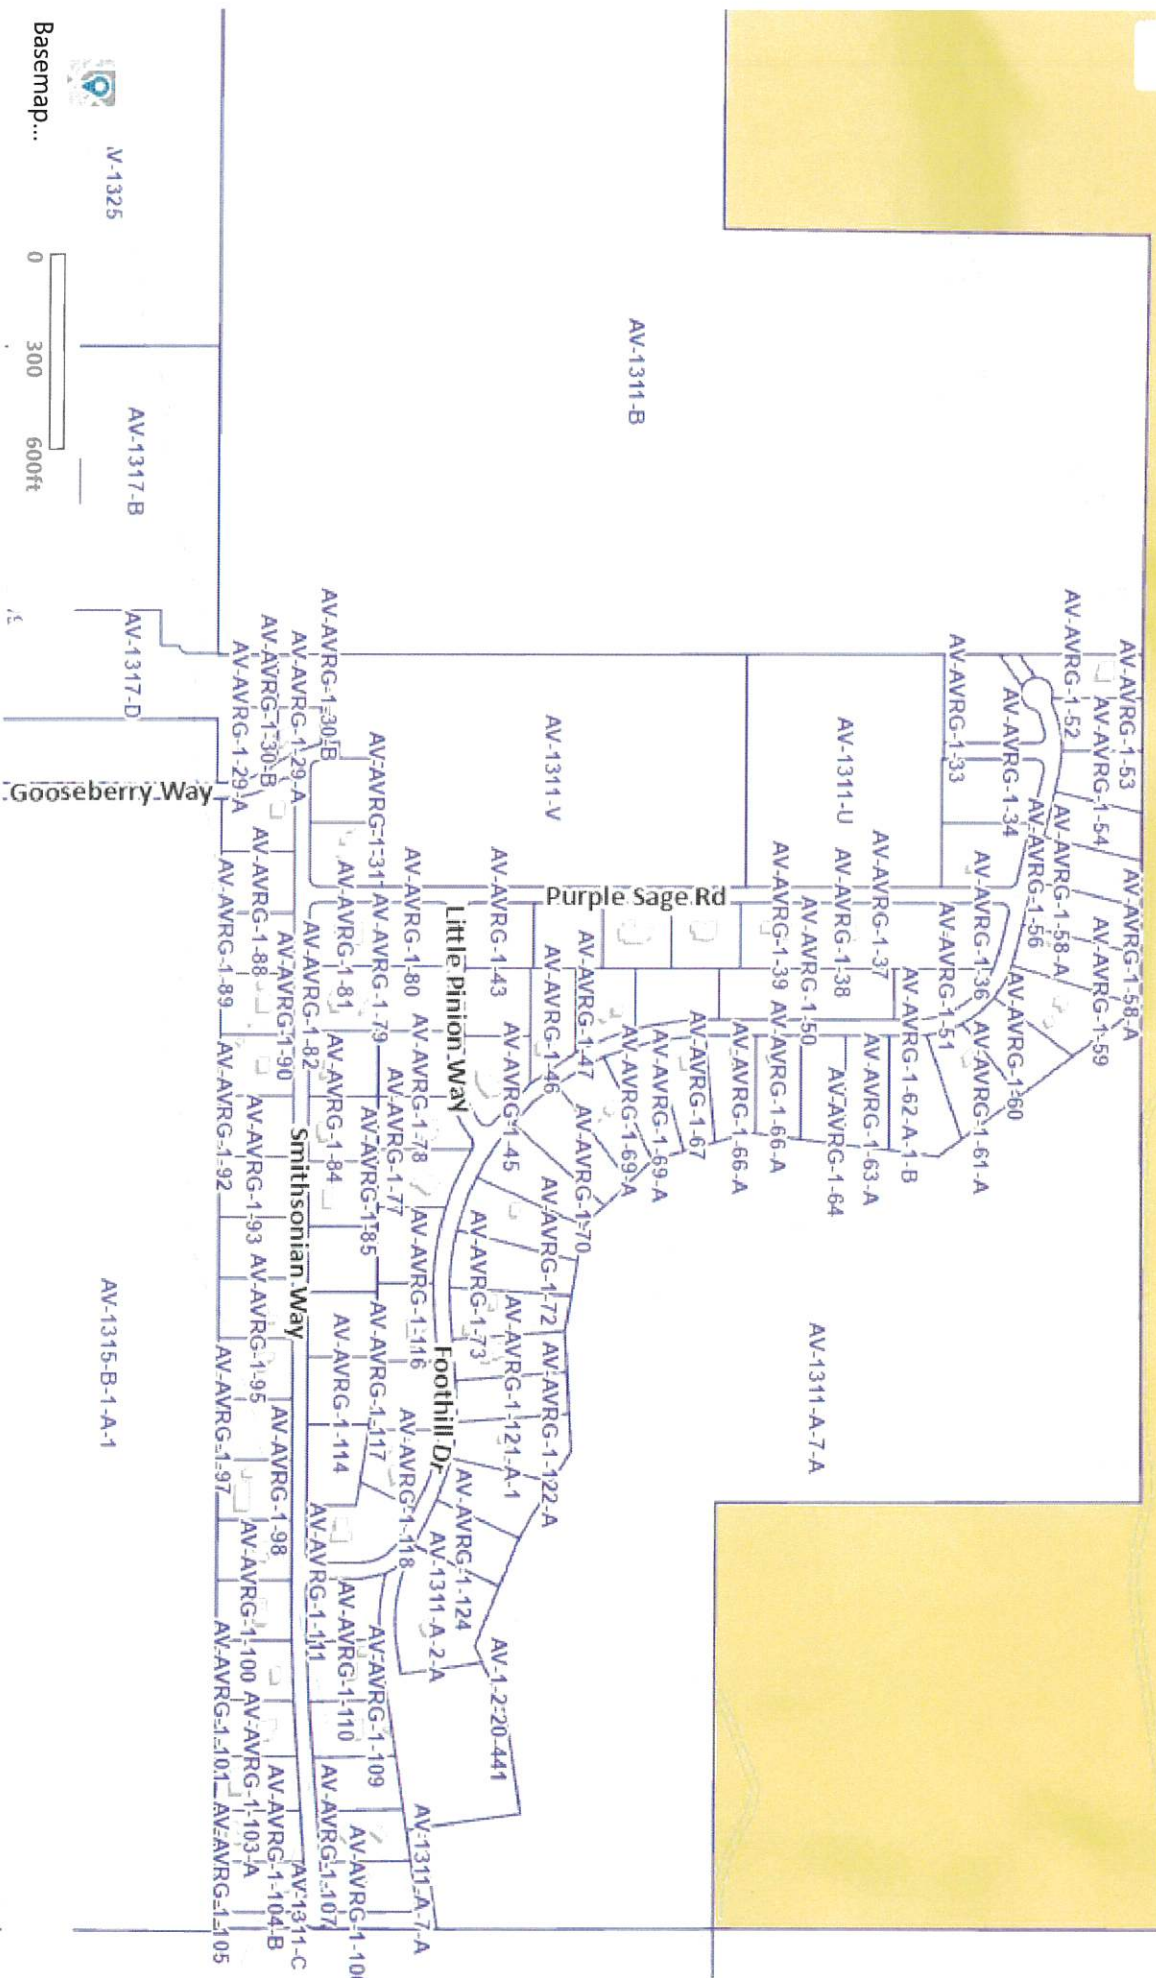 AV-AVRG-1-53
AV-AVRG-1-58-A
AV-AVRG-1-54
AV-AVRG-1-59
AV-AVRG-1-52
AV-AVRG-1-58-A
AV-AVRG-1-56
AV-AVRG-1-60
AV-AVRG-1-34
AV-AVRG-1-36
AV-AVRG-1-61-A
AV-AVRG-1-33
AV-AVRG-1-51
AV-AVRG-1-62-A-1-B
AV-AVRG-1-37
AV-AVRG-1-63-A
AV-1311-U
AV-AVRG-1-38
AV-AVRG-1-64
AV-1311-A-7-A
AV-AVRG-1-50
AV-AVRG-1-39
AV-AVRG-1-66-A
AV-AVRG-1-66-A
Purple Sage Rd
AV-AVRG-1-67
AV-AVRG-1-69-A
AV-AVRG-1-69-A
AV-1311-B
AV-AVRG-1-47
AV-AVRG-1-70
AV-1311-V
AV-AVRG-1-46
AV-AVRG-1-72
AV-AVRG-1-122-A
AV-AVRG-1-45
AV-AVRG-1-121-A-1
AV-AVRG-1-43
AV-1-2-20-441
AV-AVRG-1-73
AV-AVRG-1-124
Little Pinion Way
Foothill Dr
AV-1311-A-2-A
AV-AVRG-1-80
AV-AVRG-1-78
AV-AVRG-1-116
AV-AVRG-1-118
AV-1311-A-7-A
AV-AVRG-1-77
AV-AVRG-1-31
AV-AVRG-1-79
AV-AVRG-1-85
AV-AVRG-1-117
AV-AVRG-1-109
AV-AVRG-1-81
AV-AVRG-1-84
AV-AVRG-1-114
AV-AVRG-1-110
AV-AVRG-1-30-B
AV-AVRG-1-82
AV-AVRG-1-111
AV-AVRG-1-107
AV-AVRG-1-29-A
Smithsonian Way
AV-1311-C
AV-AVRG-1-30-B
AV-AVRG-1-90
AV-AVRG-1-98
AV-AVRG-1-104-B
AV-AVRG-1-88
AV-AVRG-1-93
AV-AVRG-1-95
AV-AVRG-1-100
AV-AVRG-1-103-A
AV-AVRG-1-29-A
AV-AVRG-1-89
AV-AVRG-1-92
AV-AVRG-1-97
AV-AVRG-1-101
AV-AVRG-1-105
Gooseberry Way
AV-1317-B
AV-1317-D
V-1325
AV-1315-B-1-A-1
0 300 600ft
Basemap...